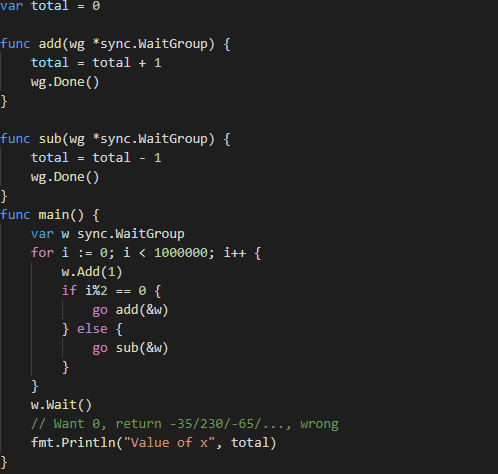 var total = 0
func add(wg *sync.WaitGroup) {
total = total + 1
wg.Done()
}
func sub(wg *sync.WaitGroup) {
total = total - 1
wg.Done()
}
func main() {
var w sync.WaitGroup
for i := 0; i < 1000000; i++ {
w.Add(1)
if i%2 == 0 {
go add(&w)
} else {
go sub(&w)
}
}
w.Wait()
// Want 0, return -35/230/-65/..., wrong
fmt.Println("Value of x", total)
}